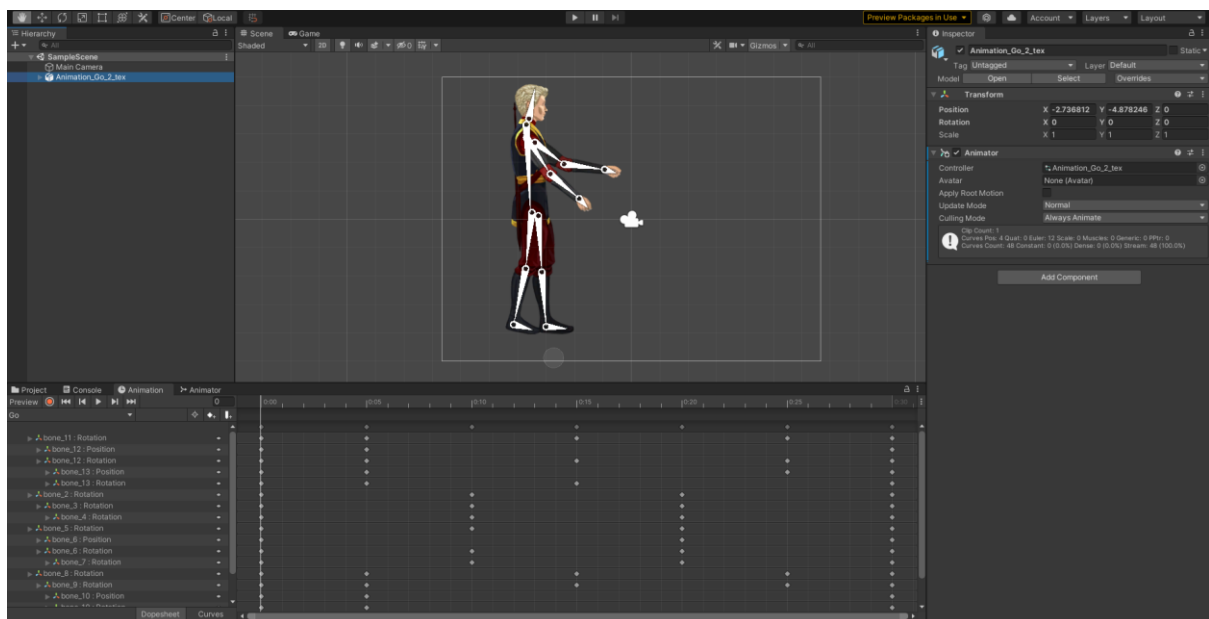 Center Local
Preview Packages in Use
Account
Layers
Layout
Hierarchy
All
SampleScene
Main Camera
Animation_Go_2_tex
Scene Game
Shaded 2D 0 Gizmos All
Inspector
Animation_Go_2_tex Static
Tag Untagged Layer Default
Model Open Select Overrides
Transform
Position X -2.736812 Y -4.878246 Z 0
Rotation X 0 Y 0 Z 0
Scale X 1 Y 1 Z 1
Animator
Controller Animation_Go_2_tex
Avatar None (Avatar)
Apply Root Motion
Update Mode Normal
Culling Mode Always Animate
Clip Count: 1
Curves Pos: 4 Quat: 0 Euler: 12 Scale: 0 Muscles: 0 Generic: 0 PPtr: 0
Curves Count: 48 Constant: 0 (0.0%) Dense: 0 (0.0%) Stream: 48 (100.0%)
Add Component
Project Console Animation Animator
Preview 0 0:00 0:05 0:10 0:15 0:20 0:25 0:30
Go
bone_11 : Rotation
bone_12 : Position
bone_12 : Rotation
bone_13 : Position
bone_13 : Rotation
bone_2 : Rotation
bone_3 : Rotation
bone_4 : Rotation
bone_5 : Rotation
bone_6 : Position
bone_6 : Rotation
bone_7 : Rotation
bone_8 : Rotation
bone_9 : Rotation
bone_10 : Position
Dopesheet Curves